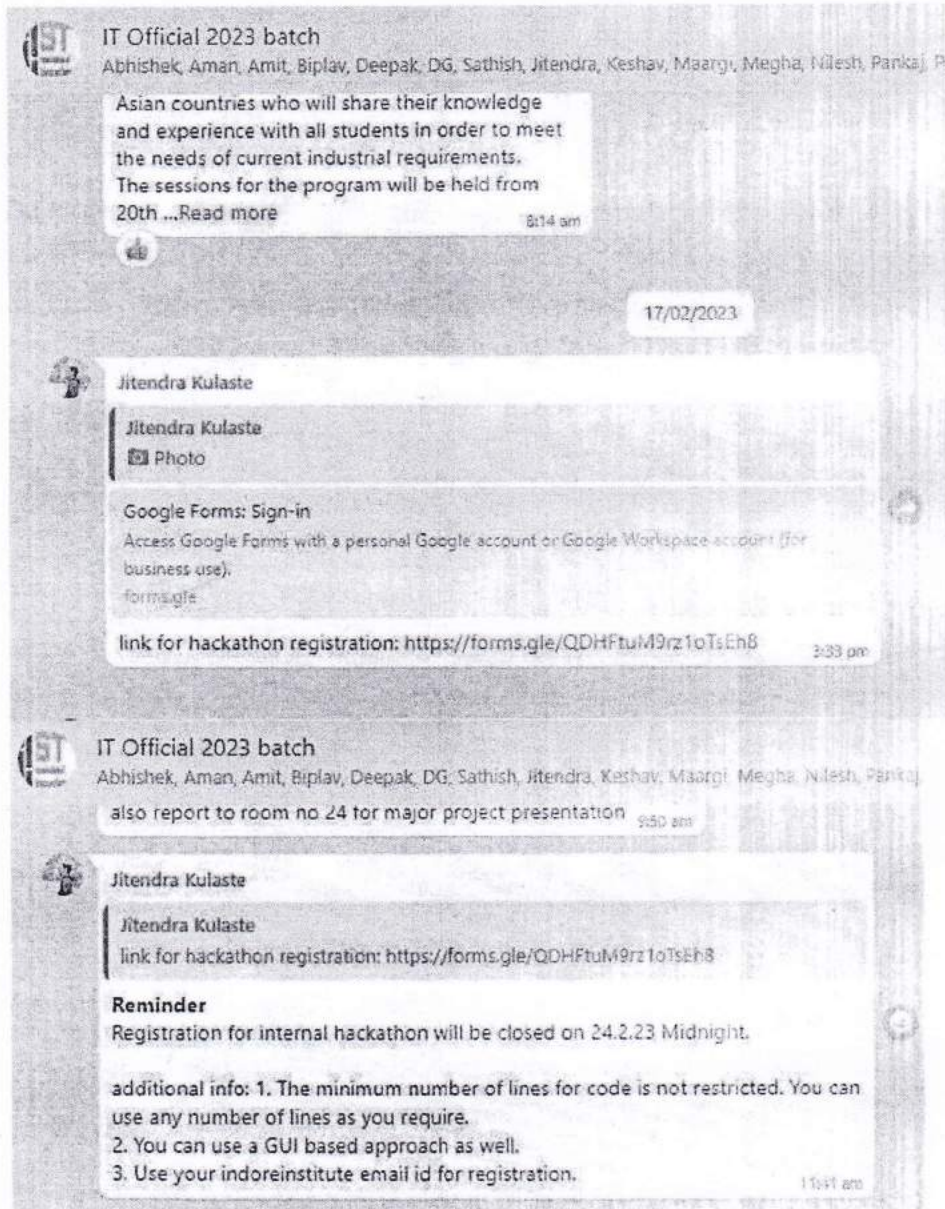 IST
IT Official 2023 batch
Abhishek, Aman, Amit, Biplav, Deepak, DG, Sathish, Jitendra, Keshav, Maargi, Megha, Nilesh, Pankaj, P
Asian countries who will share their knowledge
and experience with all students in order to meet
the needs of current industrial requirements.
The sessions for the program will be held from
20th ...Read more
8:14 am
17/02/2023
Jitendra Kulaste
Jitendra Kulaste
Photo
Google Forms: Sign-in
Access Google Forms with a personal Google account or Google Workspace account (for
business use).
forms.gle
link for hackathon registration: https://forms.gle/QDHFtuM9rz1oTsEh8
3:33 pm
IST
IT Official 2023 batch
Abhishek, Aman, Amit, Biplav, Deepak, DG, Sathish, Jitendra, Keshav, Maargi, Megha, Nilesh, Pankaj,
also report to room no 24 for major project presentation
9:50 am
Jitendra Kulaste
Jitendra Kulaste
link for hackathon registration: https://forms.gle/QDHFtuM9rz1oTsEh8
Reminder
Registration for internal hackathon will be closed on 24.2.23 Midnight.
additional info: 1. The minimum number of lines for code is not restricted. You can
use any number of lines as you require.
2. You can use a GUI based approach as well.
3. Use your indoreinstitute email id for registration.
11:41 am